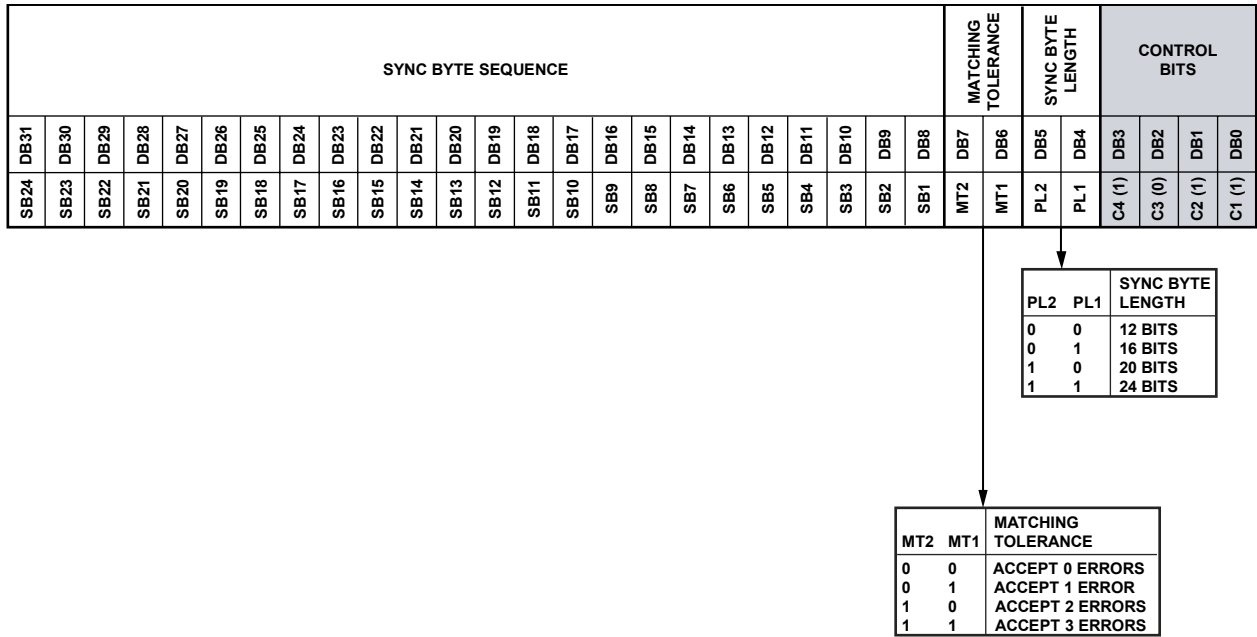 SYNC BYTE SEQUENCE
MATCHING
TOLERANCE
SYNC BYTE
LENGTH
CONTROL
BITS
DB31 DB30 DB29 DB28 DB27 DB26 DB25 DB24 DB23 DB22 DB21 DB20 DB19 DB18 DB17 DB16 DB15 DB14 DB13 DB12 DB11 DB10 DB9 DB8 DB7 DB6 DB5 DB4 DB3 DB2 DB1 DB0
SB24 SB23 SB22 SB21 SB20 SB19 SB18 SB17 SB16 SB15 SB14 SB13 SB12 SB11 SB10 SB9 SB8 SB7 SB6 SB5 SB4 SB3 SB2 SB1 MT2 MT1 PL2 PL1 C4 (1) C3 (0) C2 (1) C1 (1)
SYNC BYTE
PL2 PL1 LENGTH
0 0 12 BITS
0 1 16 BITS
1 0 20 BITS
1 1 24 BITS
MATCHING
MT2 MT1 TOLERANCE
0 0 ACCEPT 0 ERRORS
0 1 ACCEPT 1 ERROR
1 0 ACCEPT 2 ERRORS
1 1 ACCEPT 3 ERRORS